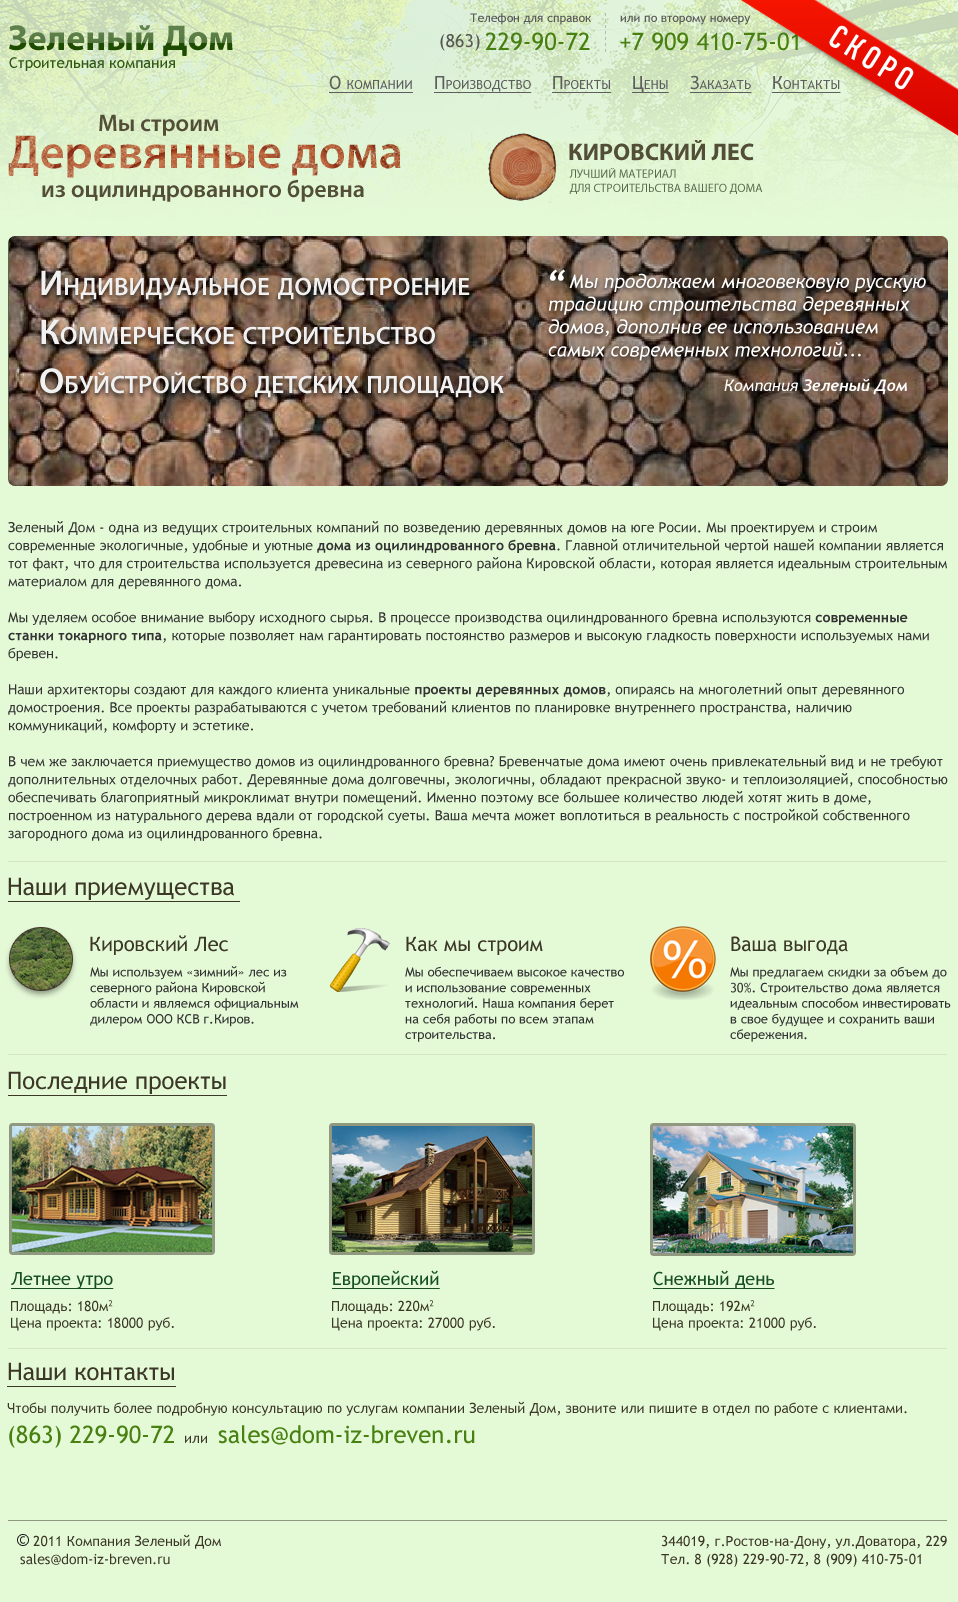 Зеленый Дом
Строительная компания
Телефон для справок
(863) 229-90-72
или по второму номеру
+7 909 410-75-01
СКОРО
О компании Производство Проекты Цены Заказать Контакты
Мы строим
Деревянные дома
из оцилиндрованного бревна
КИРОВСКИЙ ЛЕС
ЛУЧШИЙ МАТЕРИАЛ
ДЛЯ СТРОИТЕЛЬСТВА ВАШЕГО ДОМА
Индивидуальное домостроение
Коммерческое строительство
Обуйстройство детских площадок
“ Мы продолжаем многовековую русскую
традицию строительства деревянных
домов, дополнив ее использованием
самых современных технологий...
Компания Зеленый Дом
Зеленый Дом - одна из ведущих строительных компаний по возведению деревянных домов на юге Росии. Мы проектируем и строим
современные экологичные, удобные и уютные дома из оцилиндрованного бревна. Главной отличительной чертой нашей компании является
тот факт, что для строительства используется древесина из северного района Кировской области, которая является идеальным строительным
материалом для деревянного дома.
Мы уделяем особое внимание выбору исходного сырья. В процессе производства оцилиндрованного бревна используются современные
станки токарного типа, которые позволяет нам гарантировать постоянство размеров и высокую гладкость поверхности используемых нами
бревен.
Наши архитекторы создают для каждого клиента уникальные проекты деревянных домов, опираясь на многолетний опыт деревянного
домостроения. Все проекты разрабатываются с учетом требований клиентов по планировке внутреннего пространства, наличию
коммуникаций, комфорту и эстетике.
В чем же заключается приемущество домов из оцилиндрованного бревна? Бревенчатые дома имеют очень привлекательный вид и не требуют
дополнительных отделочных работ. Деревянные дома долговечны, экологичны, обладают прекрасной звуко- и теплоизоляцией, способностью
обеспечивать благоприятный микроклимат внутри помещений. Именно поэтому все большее количество людей хотят жить в доме,
построенном из натурального дерева вдали от городской суеты. Ваша мечта может воплотиться в реальность с постройкой собственного
загородного дома из оцилиндрованного бревна.
Наши приемущества
Кировский Лес
Мы используем «зимний» лес из
северного района Кировской
области и являемся официальным
дилером ООО КСВ г.Киров.
Как мы строим
Мы обеспечиваем высокое качество
и использование современных
технологий. Наша компания берет
на себя работы по всем этапам
строительства.
%
Ваша выгода
Мы предлагаем скидки за объем до
30%. Строительство дома является
идеальным способом инвестировать
в свое будущее и сохранить ваши
сбережения.
Последние проекты
Летнее утро
Площадь: 180м²
Цена проекта: 18000 руб.
Европейский
Площадь: 220м²
Цена проекта: 27000 руб.
Снежный день
Площадь: 192м²
Цена проекта: 21000 руб.
Наши контакты
Чтобы получить более подробную консультацию по услугам компании Зеленый Дом, звоните или пишите в отдел по работе с клиентами.
(863) 229-90-72 или sales@dom-iz-breven.ru
© 2011 Компания Зеленый Дом
sales@dom-iz-breven.ru
344019, г.Ростов-на-Дону, ул.Доватора, 229
Тел. 8 (928) 229-90-72, 8 (909) 410-75-01